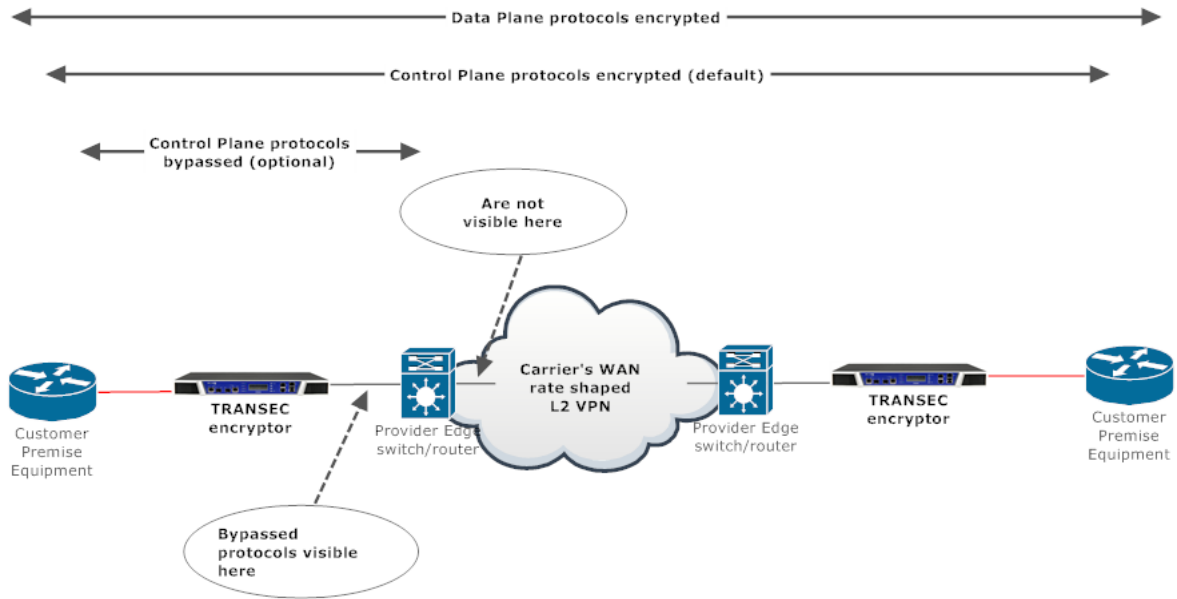 Data Plane protocols encrypted
Control Plane protocols encrypted (default)
Control Plane protocols
bypassed (optional)
Are not
visible here
Carrier's WAN
rate shaped
L2 VPN
TRANSEC
encryptor
Provider Edge
switch/router
Provider Edge
switch/router
TRANSEC
encryptor
Customer
Premise
Equipment
Customer
Premise
Equipment
Bypassed
protocols visible
here